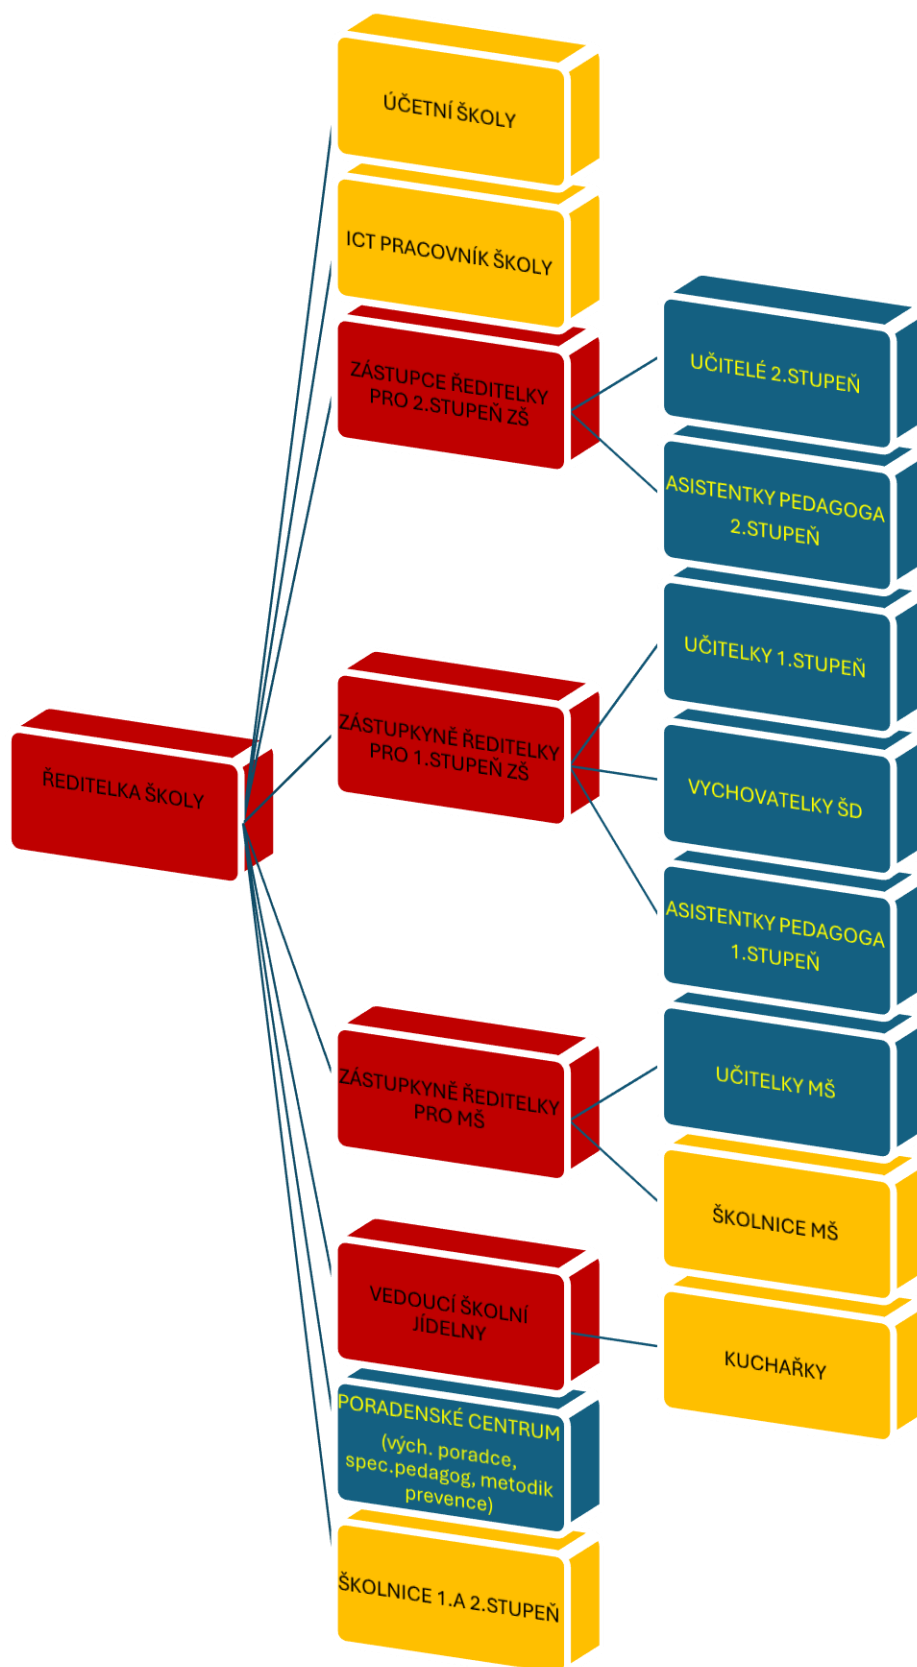 ÚČETNÍ ŠKOLY
ICT PRACOVNÍK ŠKOLY
ZÁSTUPCE ŘEDITELKY
PRO 2.STUPEŇ ZŠ
UČITELÉ 2.STUPEŇ
ASISTENTKY PEDAGOGA
2.STUPEŇ
ŘEDITELKA ŠKOLY
ZÁSTUPKYNĚ ŘEDITELKY
PRO 1.STUPEŇ ZŠ
UČITELKY 1.STUPEŇ
VYCHOVATELKY ŠD
ASISTENTKY PEDAGOGA
1.STUPEŇ
ZÁSTUPKYNĚ ŘEDITELKY
PRO MŠ
UČITELKY MŠ
ŠKOLNICE MŠ
VEDOUCÍ ŠKOLNÍ
JÍDELNY
KUCHAŘKY
PORADENSKÉ CENTRUM
(vých. poradce,
spec.pedagog, metodik
prevence)
ŠKOLNICE 1.A 2.STUPEŇ